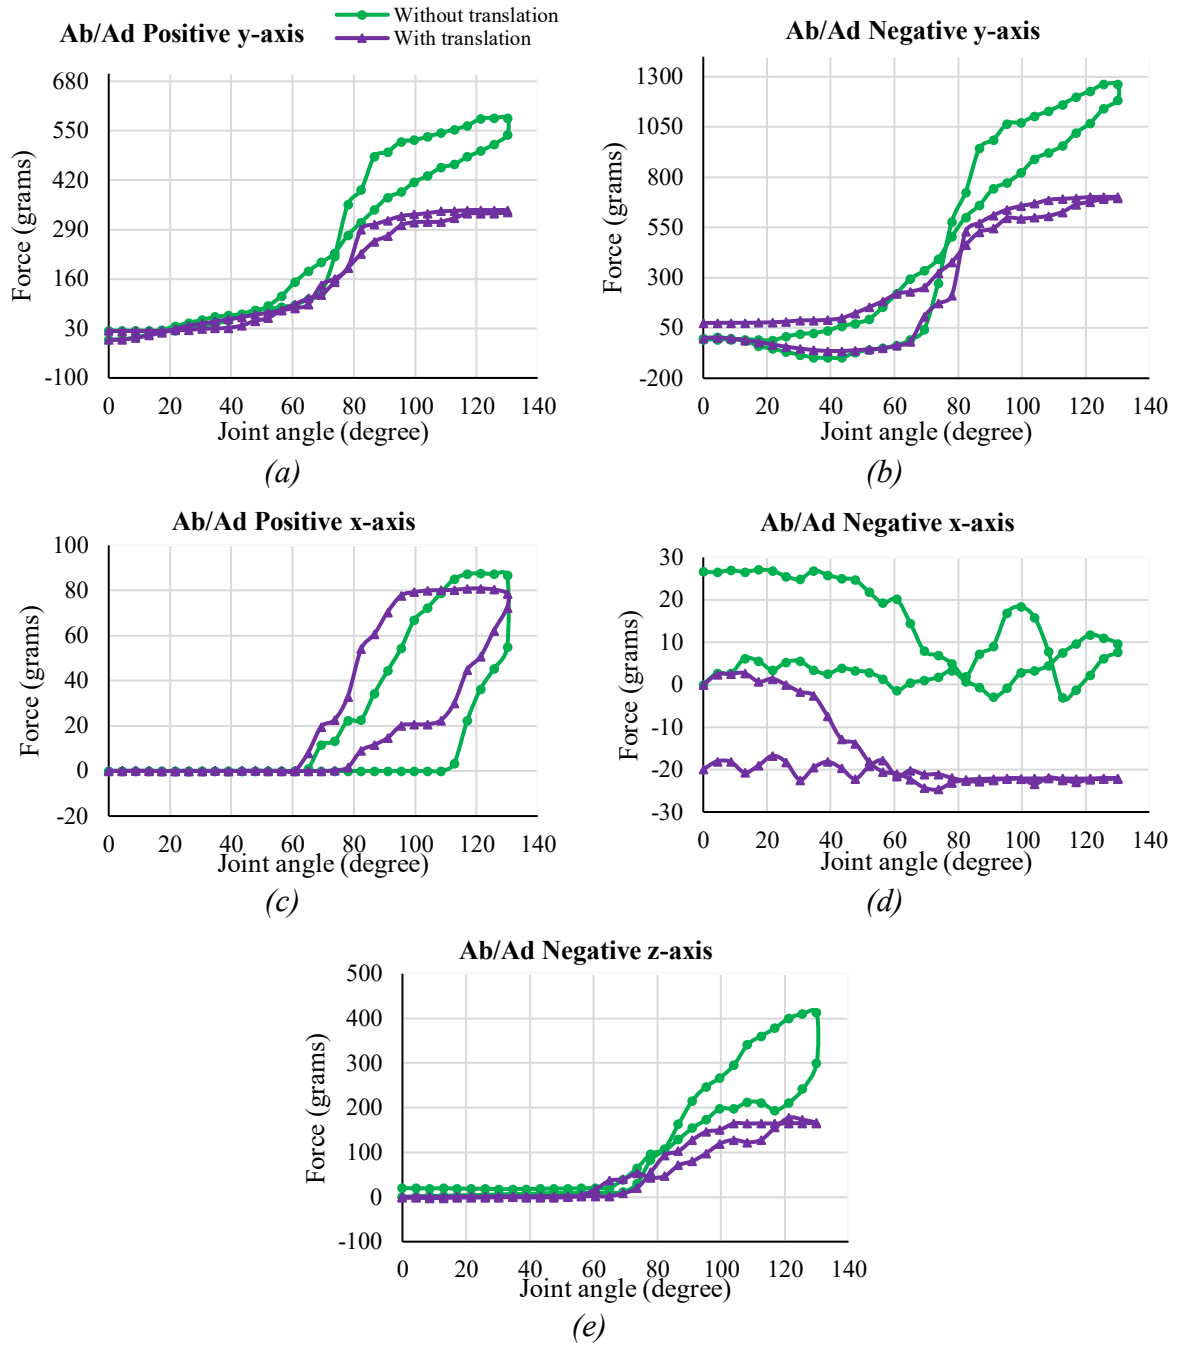 Ab/Ad Positive y-axis
Without translation
With translation
Force (grams)
680
550
420
290
160
30
-100
0 20 40 60 80 100 120 140
Joint angle (degree)
(a)
Ab/Ad Negative y-axis
Force (grams)
1300
1050
800
550
300
50
-200
0 20 40 60 80 100 120 140
Joint angle (degree)
(b)
Ab/Ad Positive x-axis
Force (grams)
100
80
60
40
20
0
-20
0 20 40 60 80 100 120 140
Joint angle (degree)
(c)
Ab/Ad Negative x-axis
Force (grams)
30
20
10
0
-10
-20
-30
0 20 40 60 80 100 120 140
Joint angle (degree)
(d)
Ab/Ad Negative z-axis
Force (grams)
500
400
300
200
100
0
-100
0 20 40 60 80 100 120 140
Joint angle (degree)
(e)